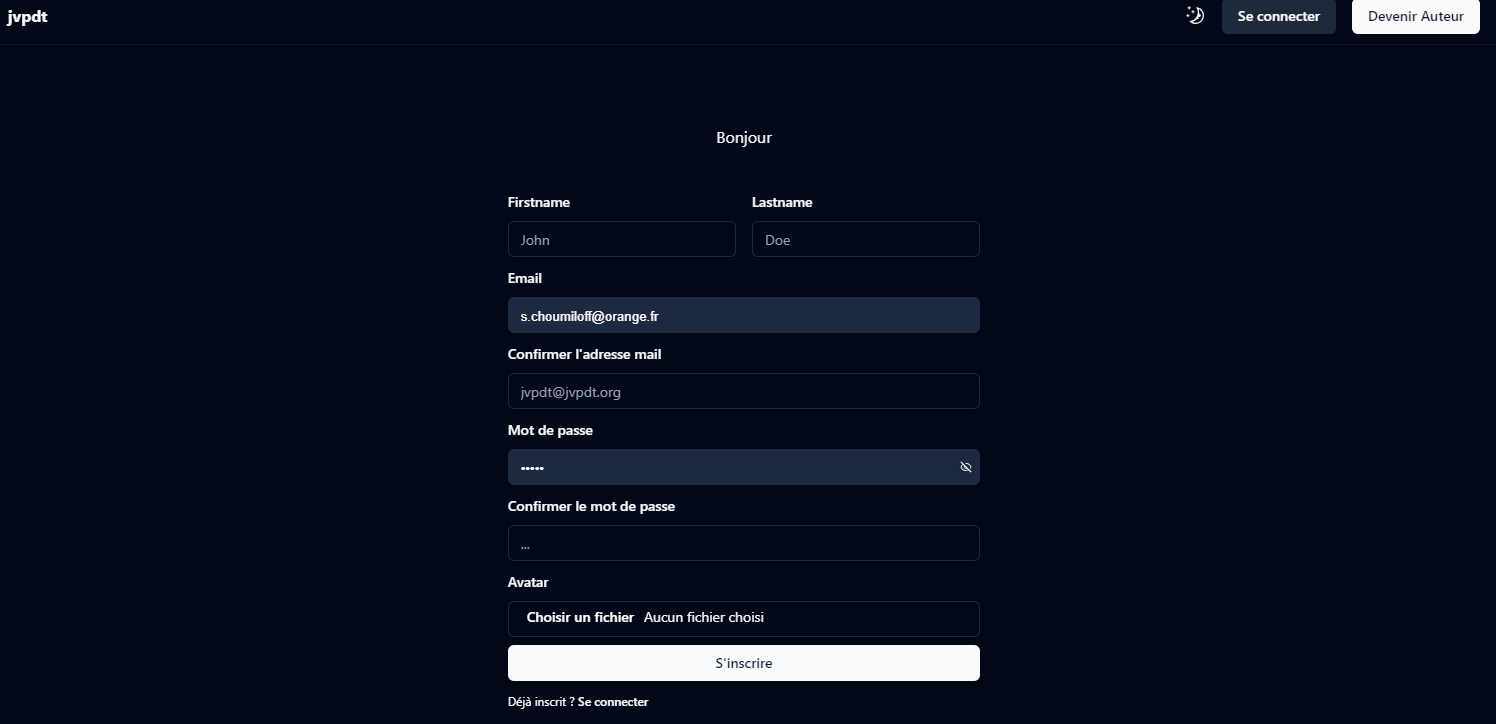 jvpdt
Se connecter
Devenir Auteur
Bonjour
Firstname
Lastname
John
Doe
Email
s.choumiloff@orange.fr
Confirmer l'adresse mail
jvpdt@jvpdt.org
Mot de passe
•••••
Confirmer le mot de passe
...
Avatar
Choisir un fichier Aucun fichier choisi
S'inscrire
Déjà inscrit ? Se connecter